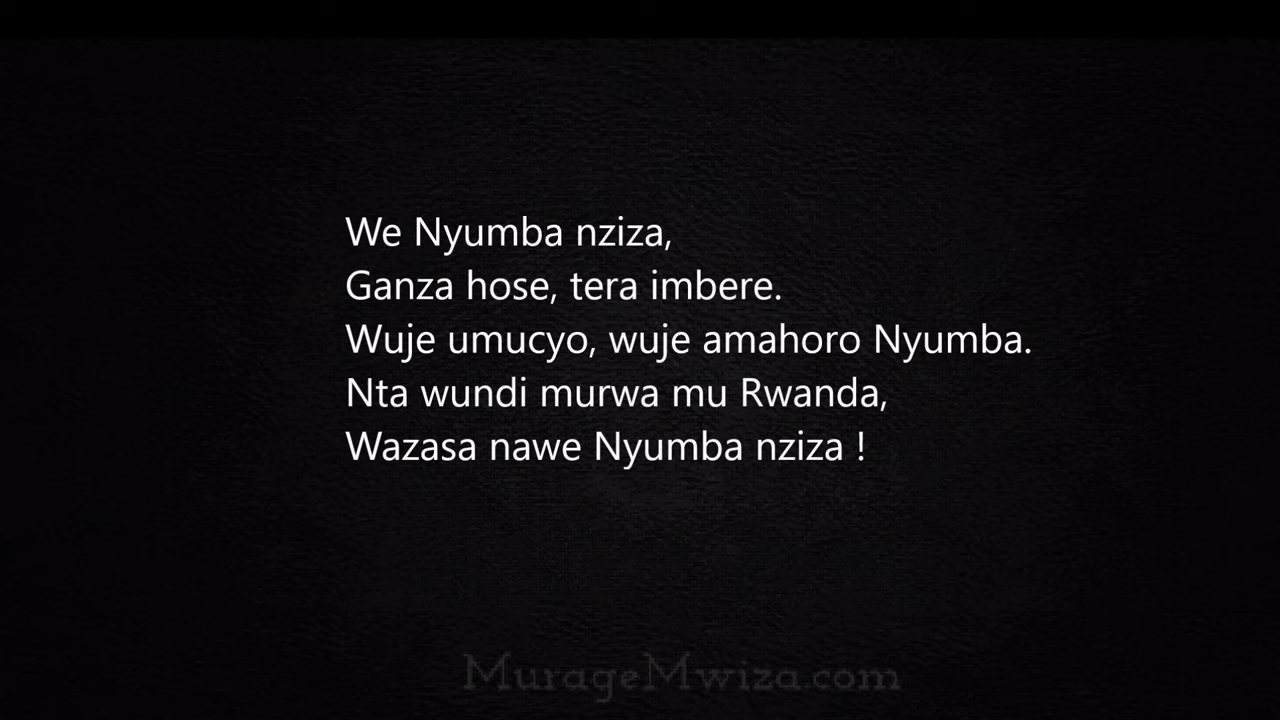 We Nyumba nziza,
Ganza hose, tera imbere.
Wuje umucyo, wuje amahoro Nyumba.
Nta wundi murwa mu Rwanda,
Wazasa nawe Nyumba nziza !
MurageMwiza.com